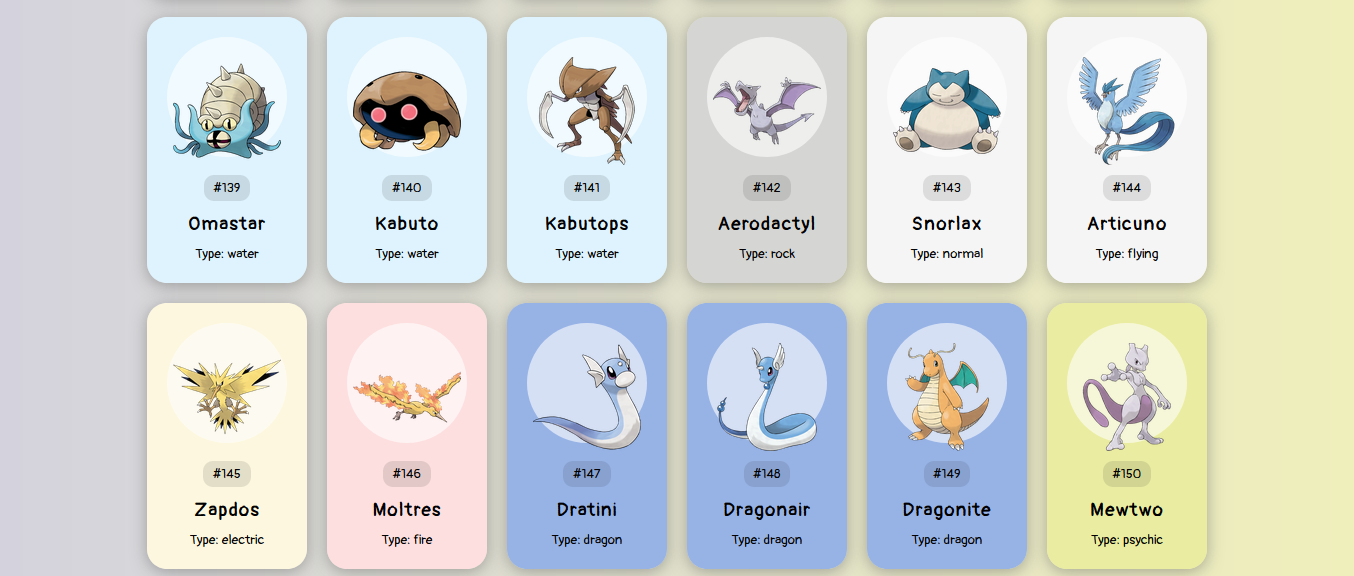 #139
Omastar
Type: water
#140
Kabuto
Type: water
#141
Kabutops
Type: water
#142
Aerodactyl
Type: rock
#143
Snorlax
Type: normal
#144
Articuno
Type: flying
#145
Zapdos
Type: electric
#146
Moltres
Type: fire
#147
Dratini
Type: dragon
#148
Dragonair
Type: dragon
#149
Dragonite
Type: dragon
#150
Mewtwo
Type: psychic